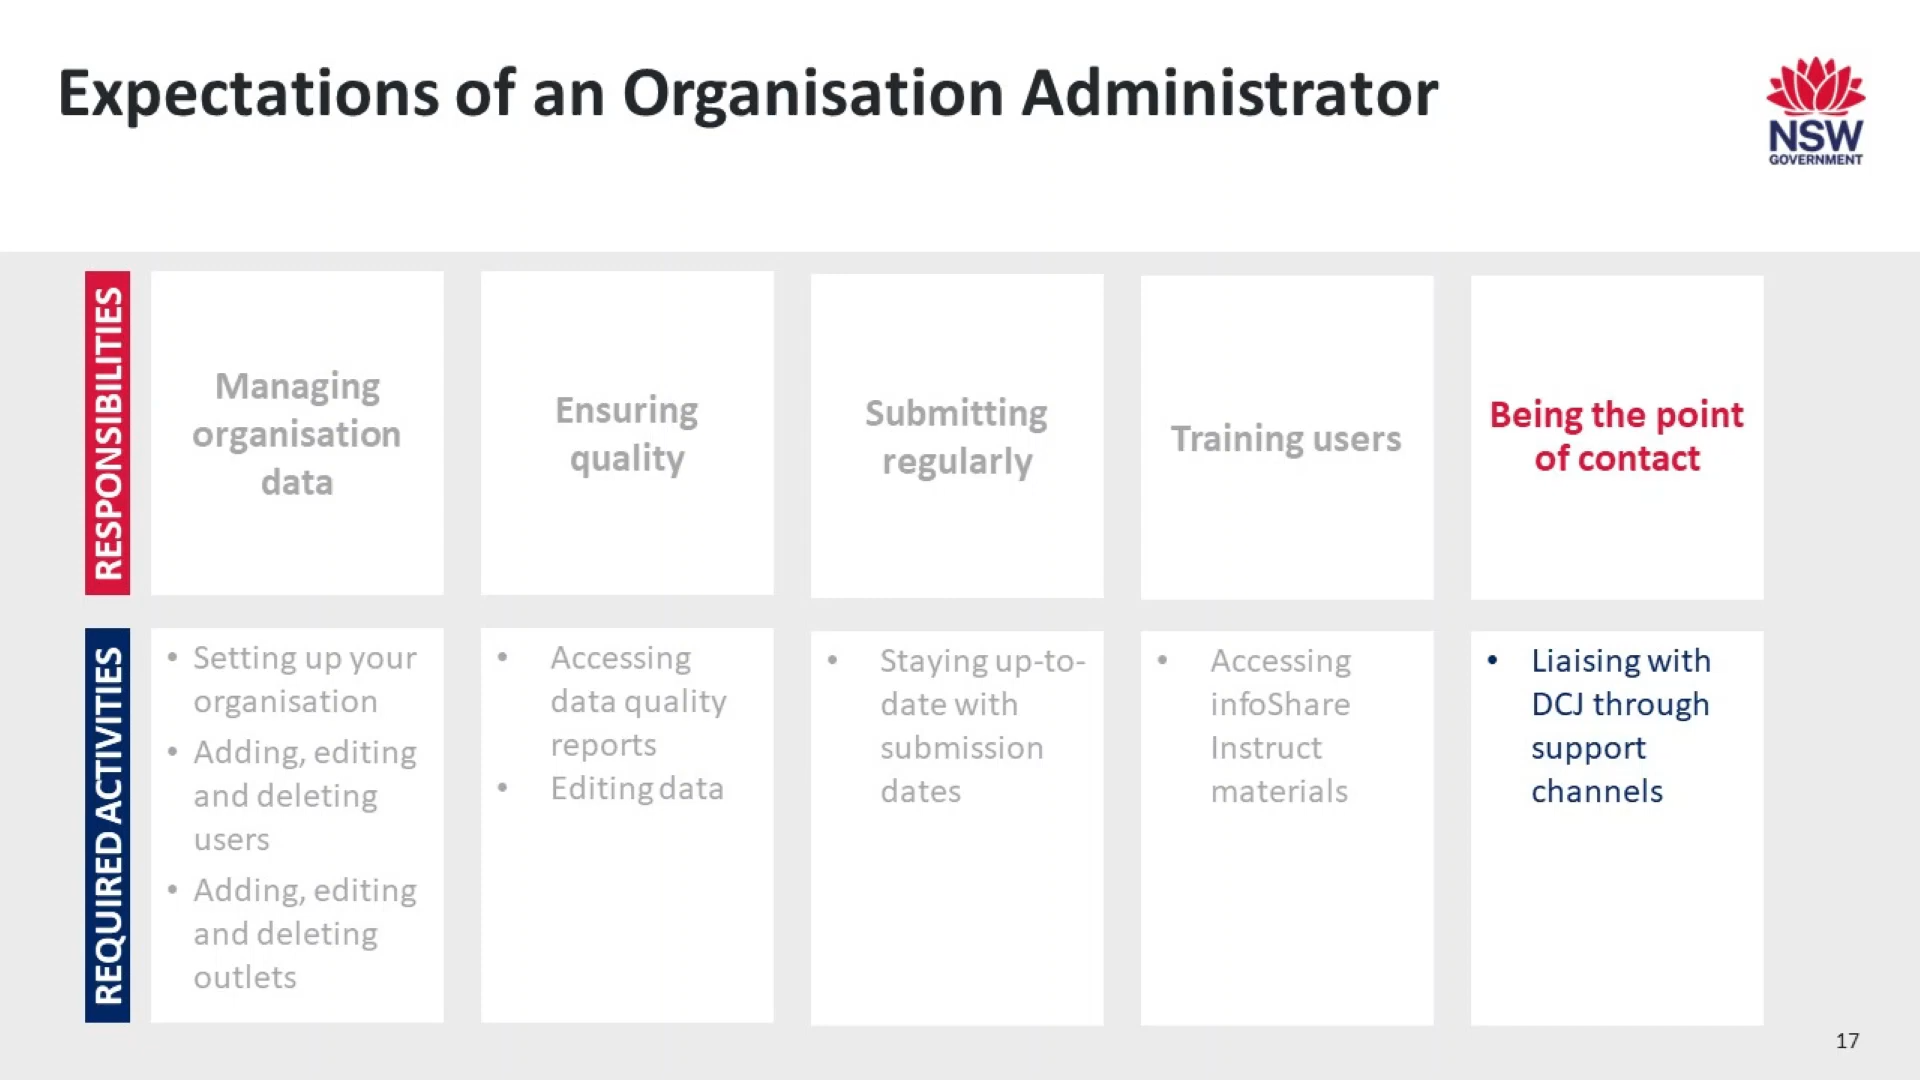 Expectations of an Organisation Administrator
NSW
GOVERNMENT
RESPONSIBILITIES
Managing
organisation
data
Ensuring
quality
Submitting
regularly
Training users
Being the point
of contact
REQUIRED ACTIVITIES
• Setting up your
organisation
• Adding, editing
and deleting
users
• Adding, editing
and deleting
outlets
• Accessing
data quality
reports
• Editing data
• Staying up-to-
date with
submission
dates
• Accessing
infoShare
Instruct
materials
• Liaising with
DCJ through
support
channels
17